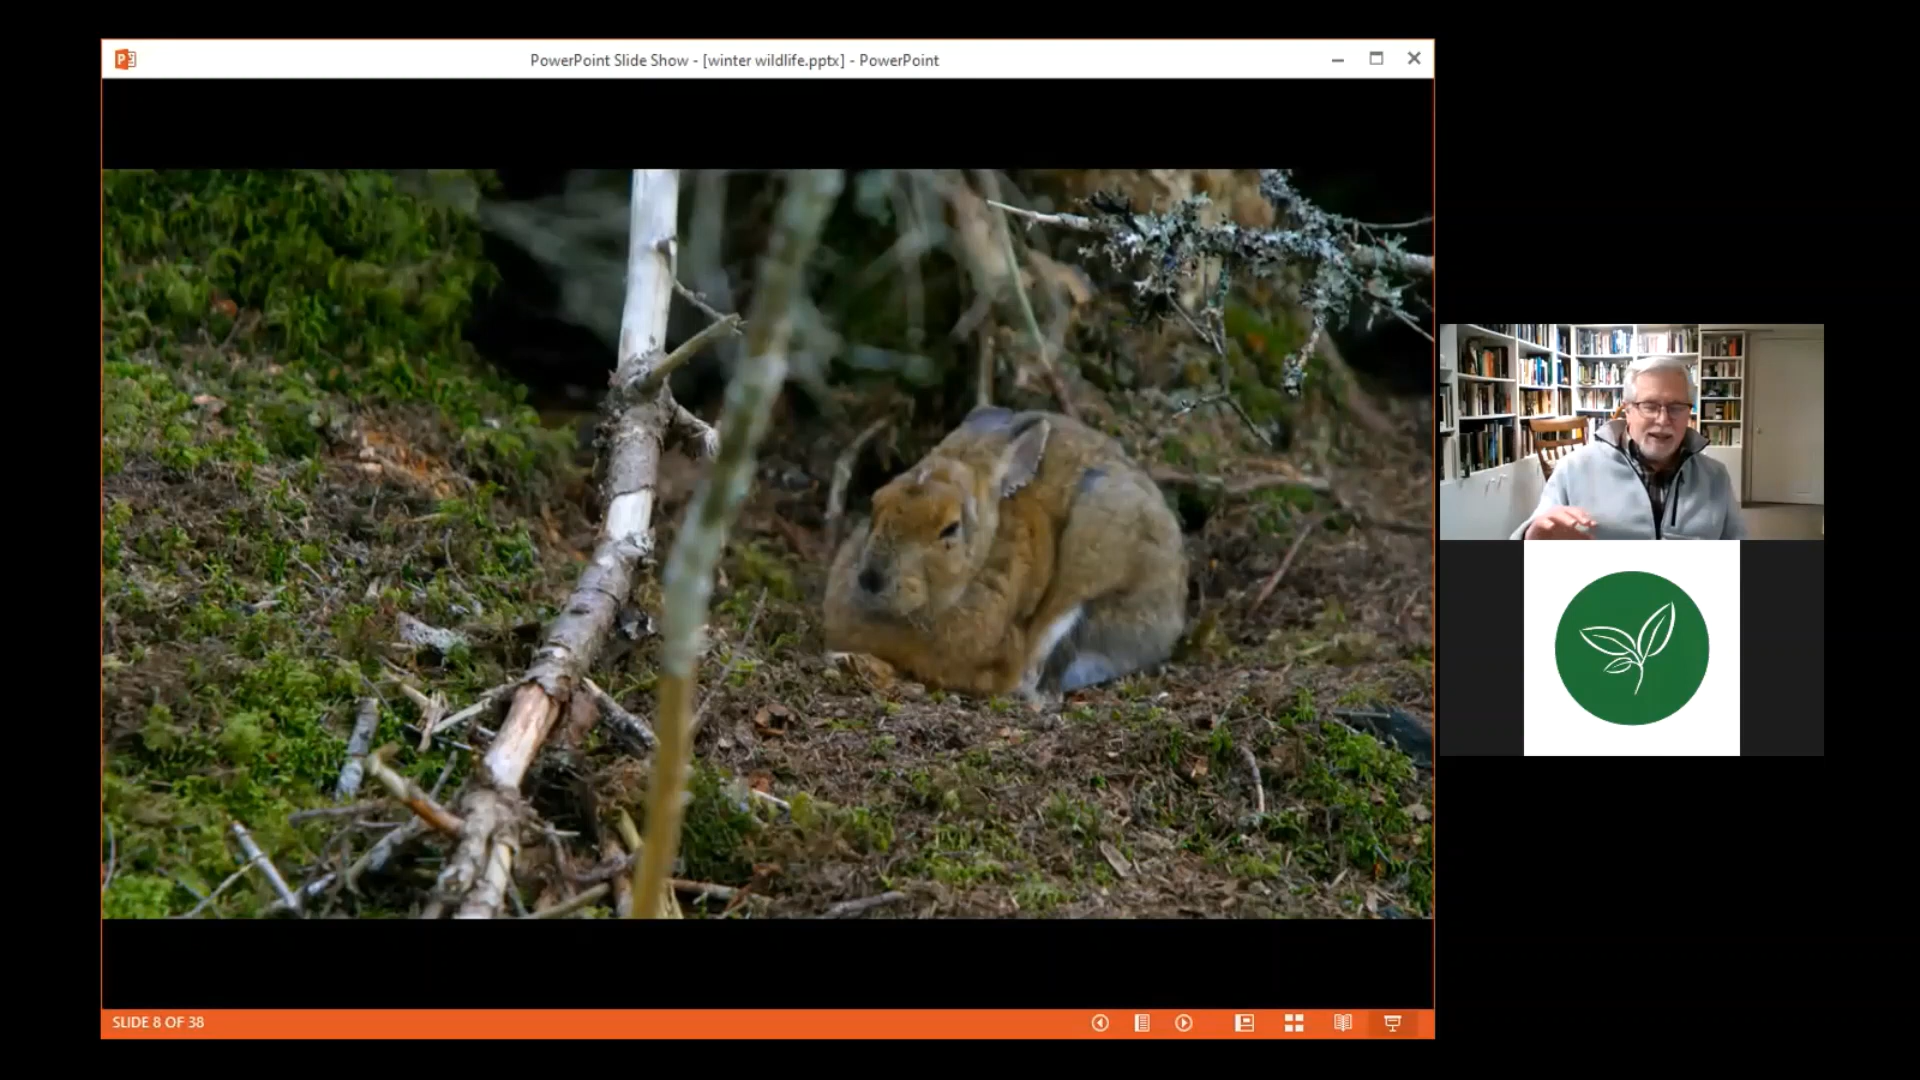 PowerPoint Slide Show - [winter wildlife.pptx] - PowerPoint
SLIDE 8 OF 38